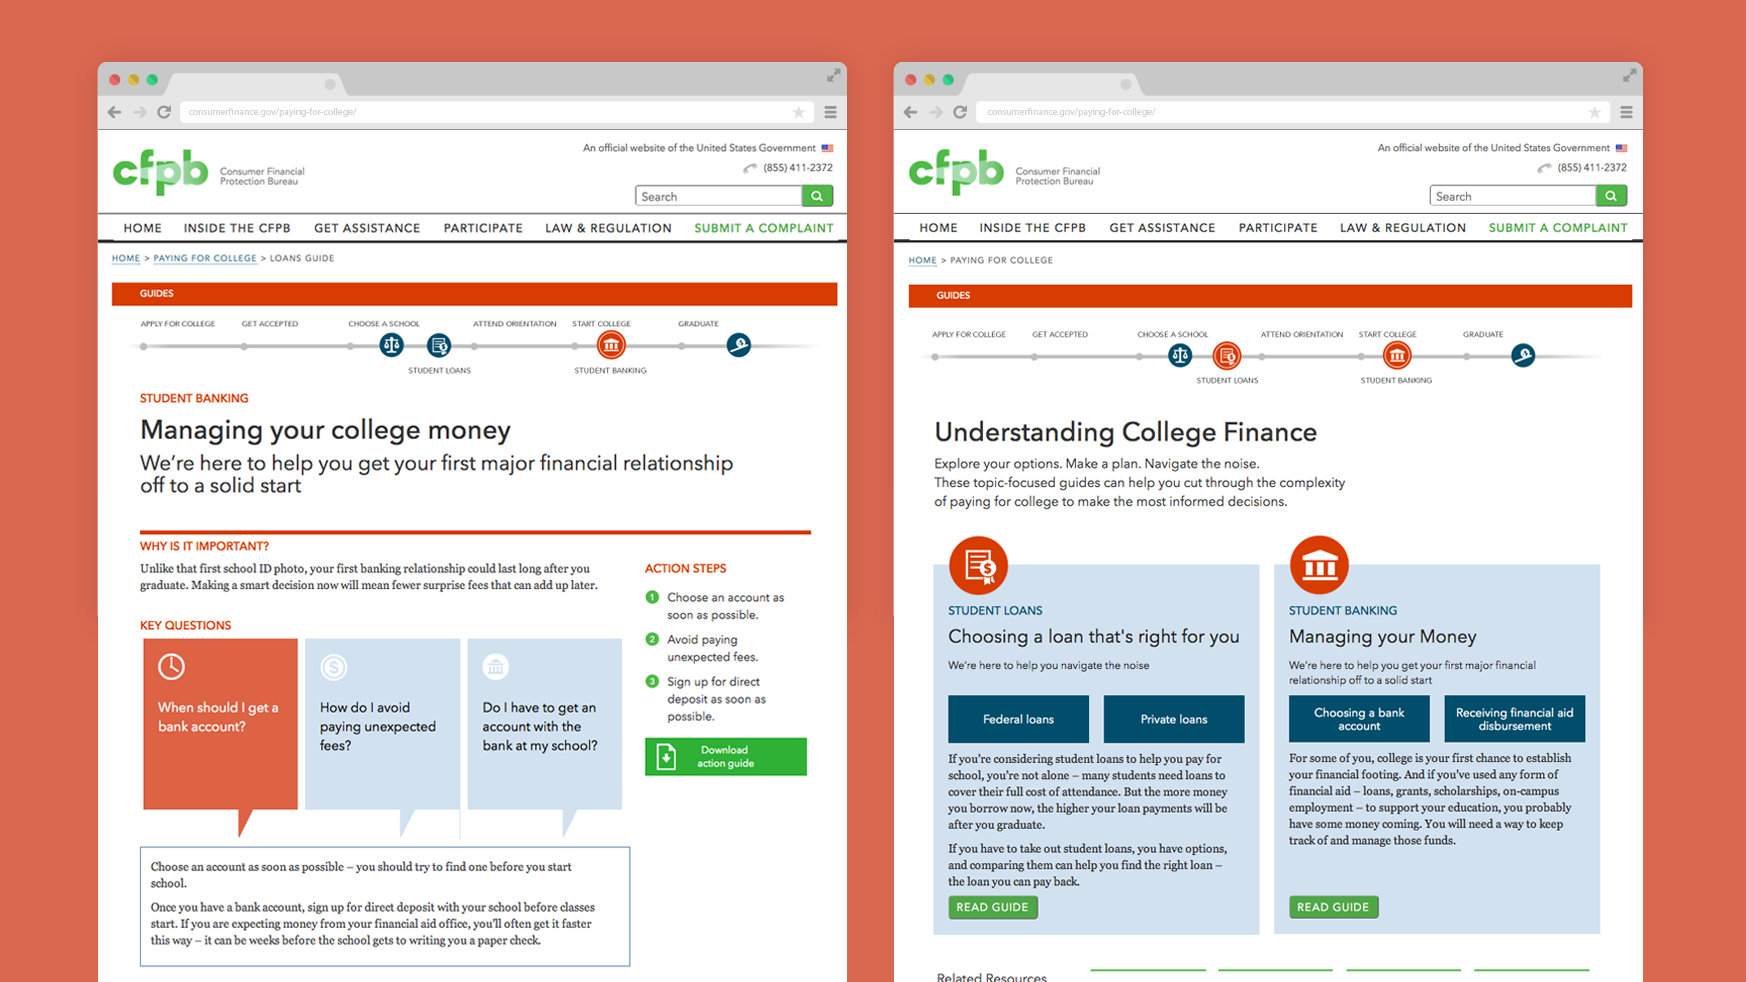 consumerfinance.gov/paying-for-college/
cfpb
Consumer Financial
Protection Bureau
An official website of the United States Government
(855) 411-2372
Search
HOME
INSIDE THE CFPB
GET ASSISTANCE
PARTICIPATE
LAW & REGULATION
SUBMIT A COMPLAINT
HOME > PAYING FOR COLLEGE > LOANS GUIDE
GUIDES
APPLY FOR COLLEGE
GET ACCEPTED
CHOOSE A SCHOOL
ATTEND ORIENTATION
START COLLEGE
GRADUATE
STUDENT LOANS
STUDENT BANKING
STUDENT BANKING
Managing your college money
We're here to help you get your first major financial relationship
off to a solid start
WHY IS IT IMPORTANT?
Unlike that first school ID photo, your first banking relationship could last long after you
graduate. Making a smart decision now will mean fewer surprise fees that can add up later.
KEY QUESTIONS
When should I get a
bank account?
How do I avoid
paying unexpected
fees?
Do I have to get an
account with the
bank at my school?
Choose an account as soon as possible – you should try to find one before you start
school.
Once you have a bank account, sign up for direct deposit with your school before classes
start. If you are expecting money from your financial aid office, you'll often get it faster
this way – it can be weeks before the school gets to writing you a paper check.
ACTION STEPS
1 Choose an account as
soon as possible.
2 Avoid paying
unexpected fees.
3 Sign up for direct
deposit as soon as
possible.
Download
action guide
consumerfinance.gov/paying-for-college/
cfpb
Consumer Financial
Protection Bureau
An official website of the United States Government
(855) 411-2372
Search
HOME
INSIDE THE CFPB
GET ASSISTANCE
PARTICIPATE
LAW & REGULATION
SUBMIT A COMPLAINT
HOME > PAYING FOR COLLEGE
GUIDES
APPLY FOR COLLEGE
GET ACCEPTED
CHOOSE A SCHOOL
ATTEND ORIENTATION
START COLLEGE
GRADUATE
STUDENT LOANS
STUDENT BANKING
Understanding College Finance
Explore your options. Make a plan. Navigate the noise.
These topic-focused guides can help you cut through the complexity
of paying for college to make the most informed decisions.
STUDENT LOANS
Choosing a loan that's right for you
We're here to help you navigate the noise
Federal loans
Private loans
If you're considering student loans to help you pay for
school, you're not alone – many students need loans to
cover their full cost of attendance. But the more money
you borrow now, the higher your loan payments will be
after you graduate.
If you have to take out student loans, you have options,
and comparing them can help you find the right loan –
the loan you can pay back.
READ GUIDE
STUDENT BANKING
Managing your Money
We're here to help you get your first major financial
relationship off to a solid start
Choosing a bank
account
Receiving financial aid
disbursement
For some of you, college is your first chance to establish
your financial footing. And if you've used any form of
financial aid – loans, grants, scholarships, on-campus
employment – to support your education, you probably
have some money coming. You will need a way to keep
track of and manage those funds.
READ GUIDE
Related Resources